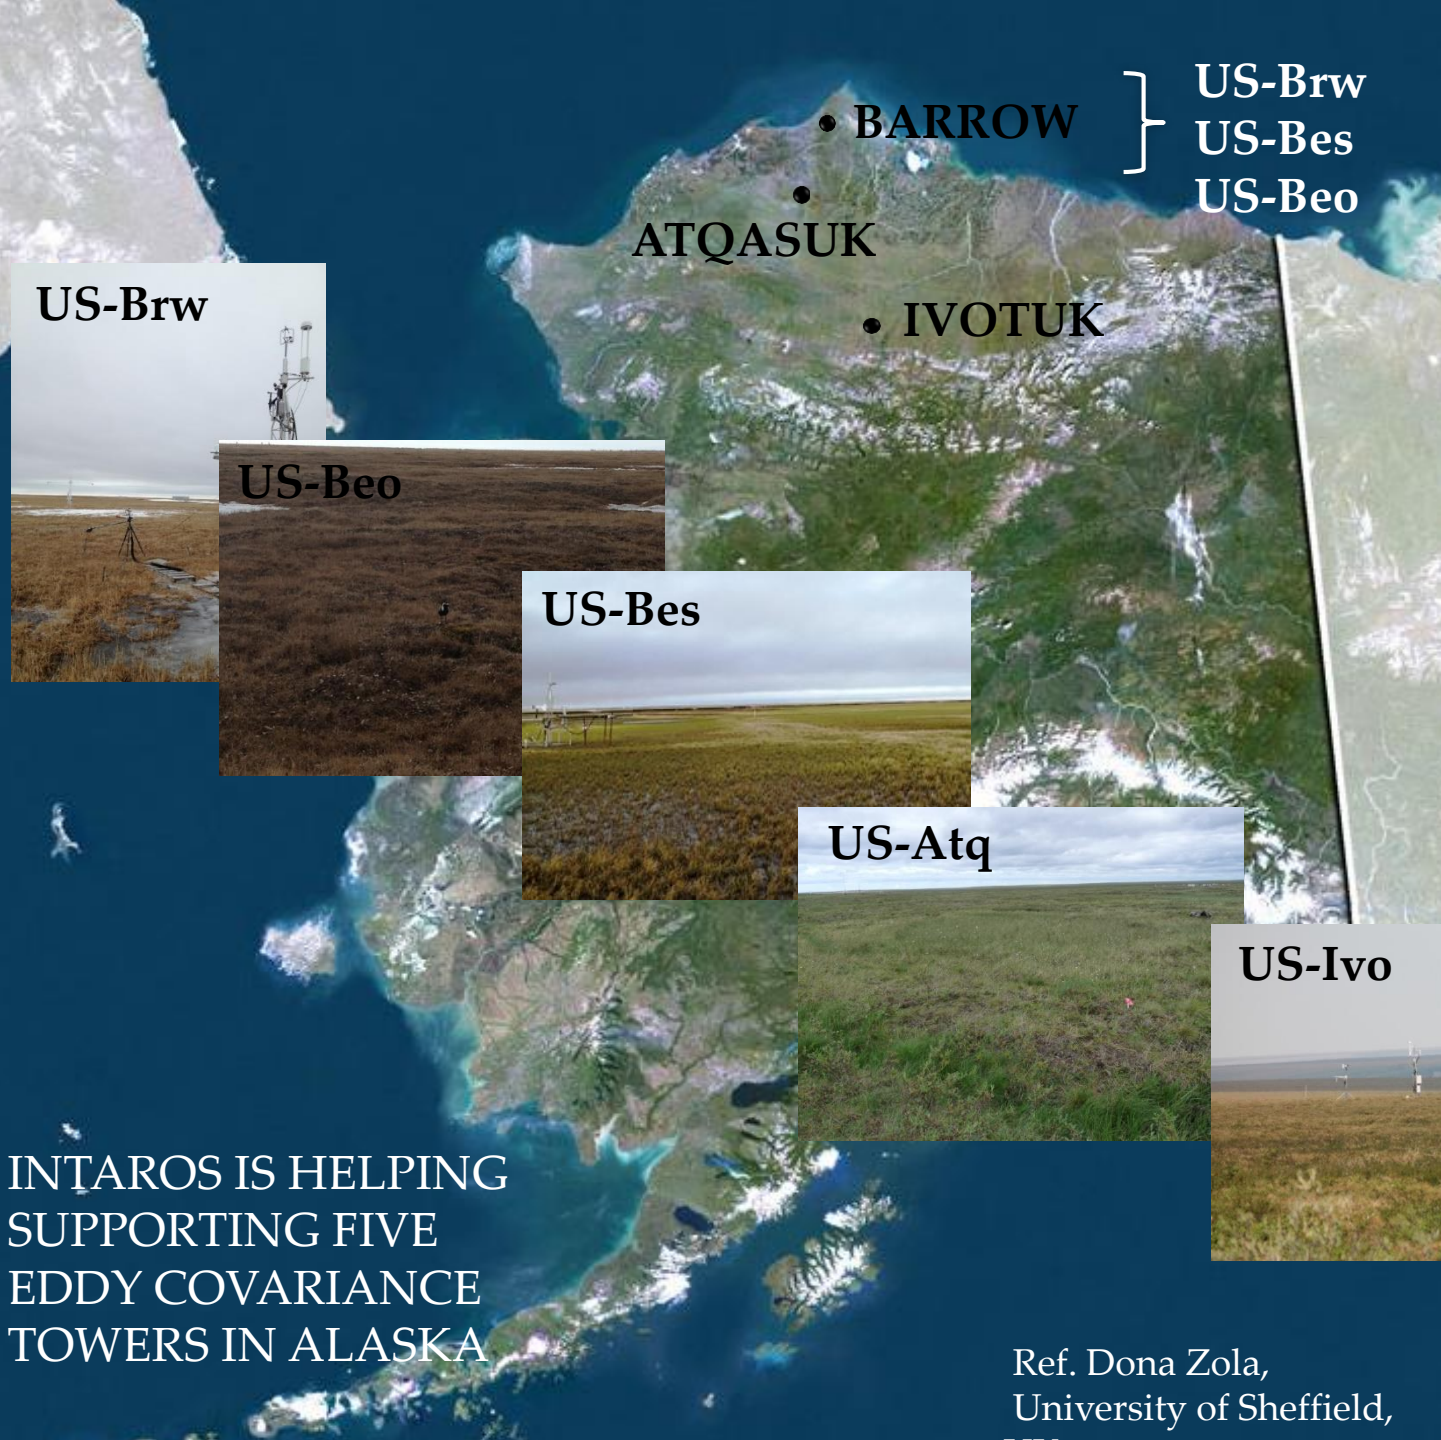 US-Brw
BARROW
US-Bes
US-Beo
ATQASUK
US-Brw
IVOTUK
US-Beo
US-Bes
US-Atq
US-Ivo
INTAROS IS HELPING
SUPPORTING FIVE
EDDY COVARIANCE
TOWERS IN ALASKA
Ref. Dona Zola,
University of Sheffield,